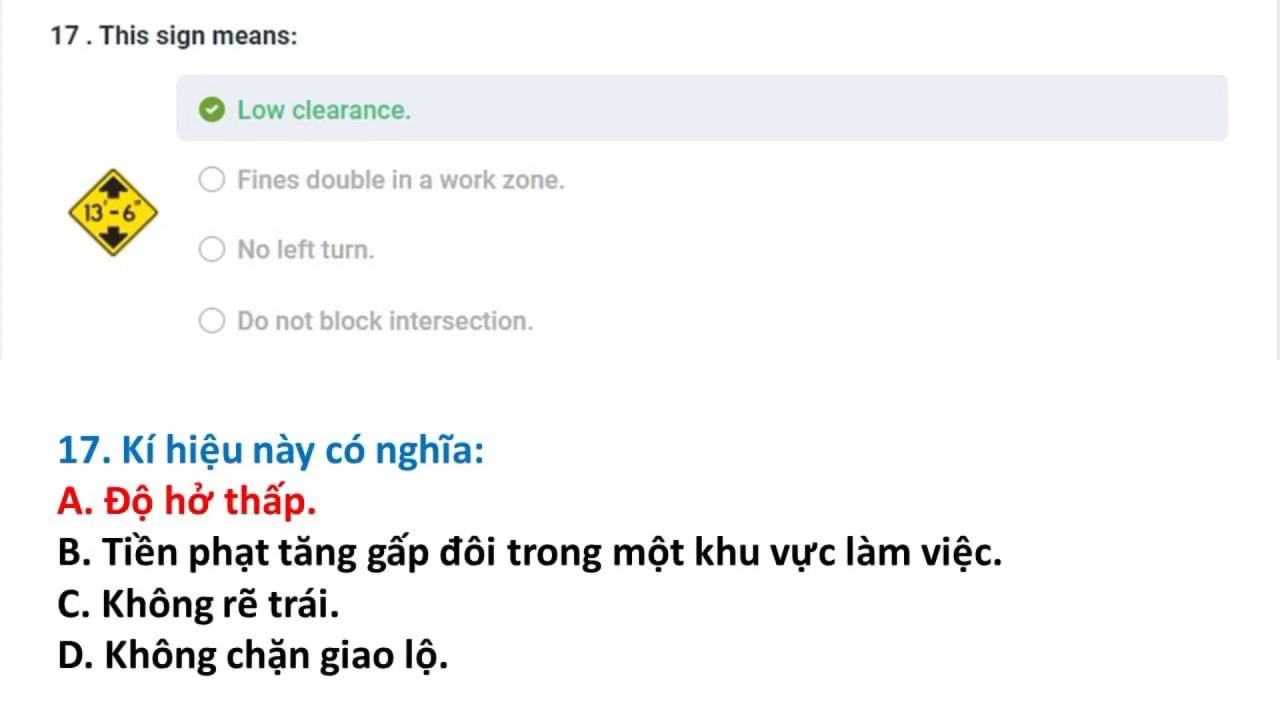 17 . This sign means:
Low clearance.
13'-6"
Fines double in a work zone.
No left turn.
Do not block intersection.
17. Kí hiệu này có nghĩa:
A. Độ hở thấp.
B. Tiền phạt tăng gấp đôi trong một khu vực làm việc.
C. Không rẽ trái.
D. Không chặn giao lộ.